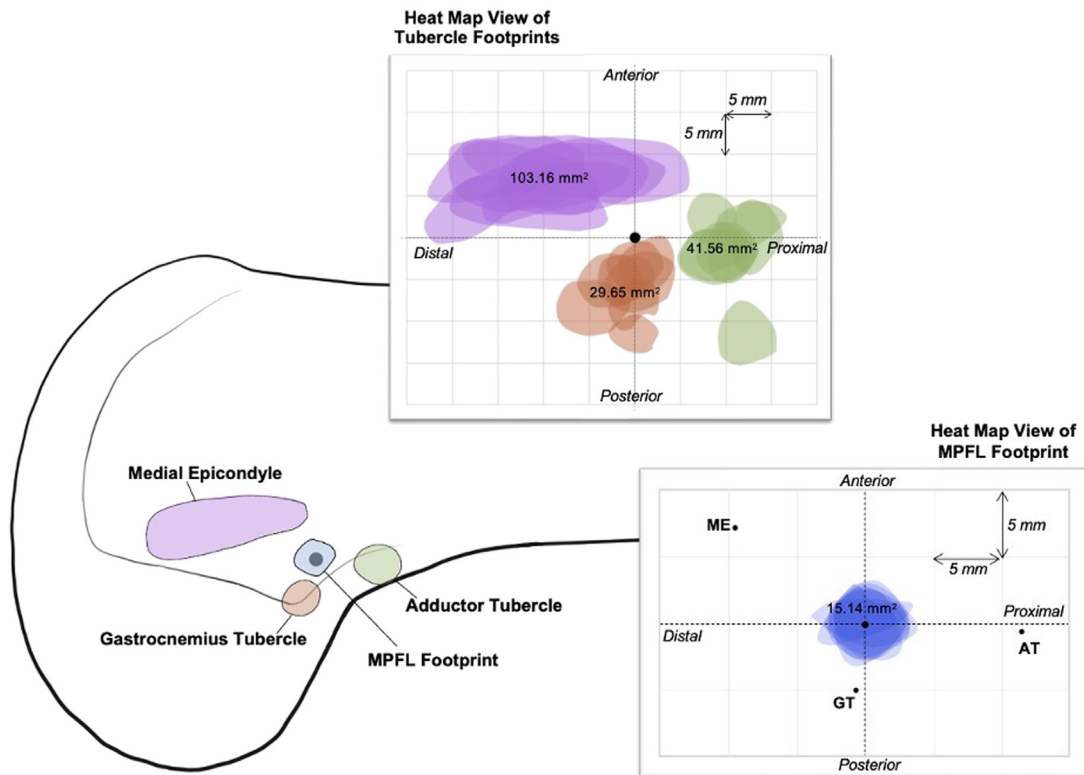 Heat Map View of
Tubercle Footprints
Anterior
5 mm
5 mm
103.16 mm²
41.56 mm²
Distal
Proximal
29.65 mm²
Posterior
Medial Epicondyle
Adductor Tubercle
Gastrocnemius Tubercle
MPFL Footprint
Heat Map View of
MPFL Footprint
Anterior
ME
5 mm
5 mm
15.14 mm²
Proximal
Distal
AT
GT
Posterior